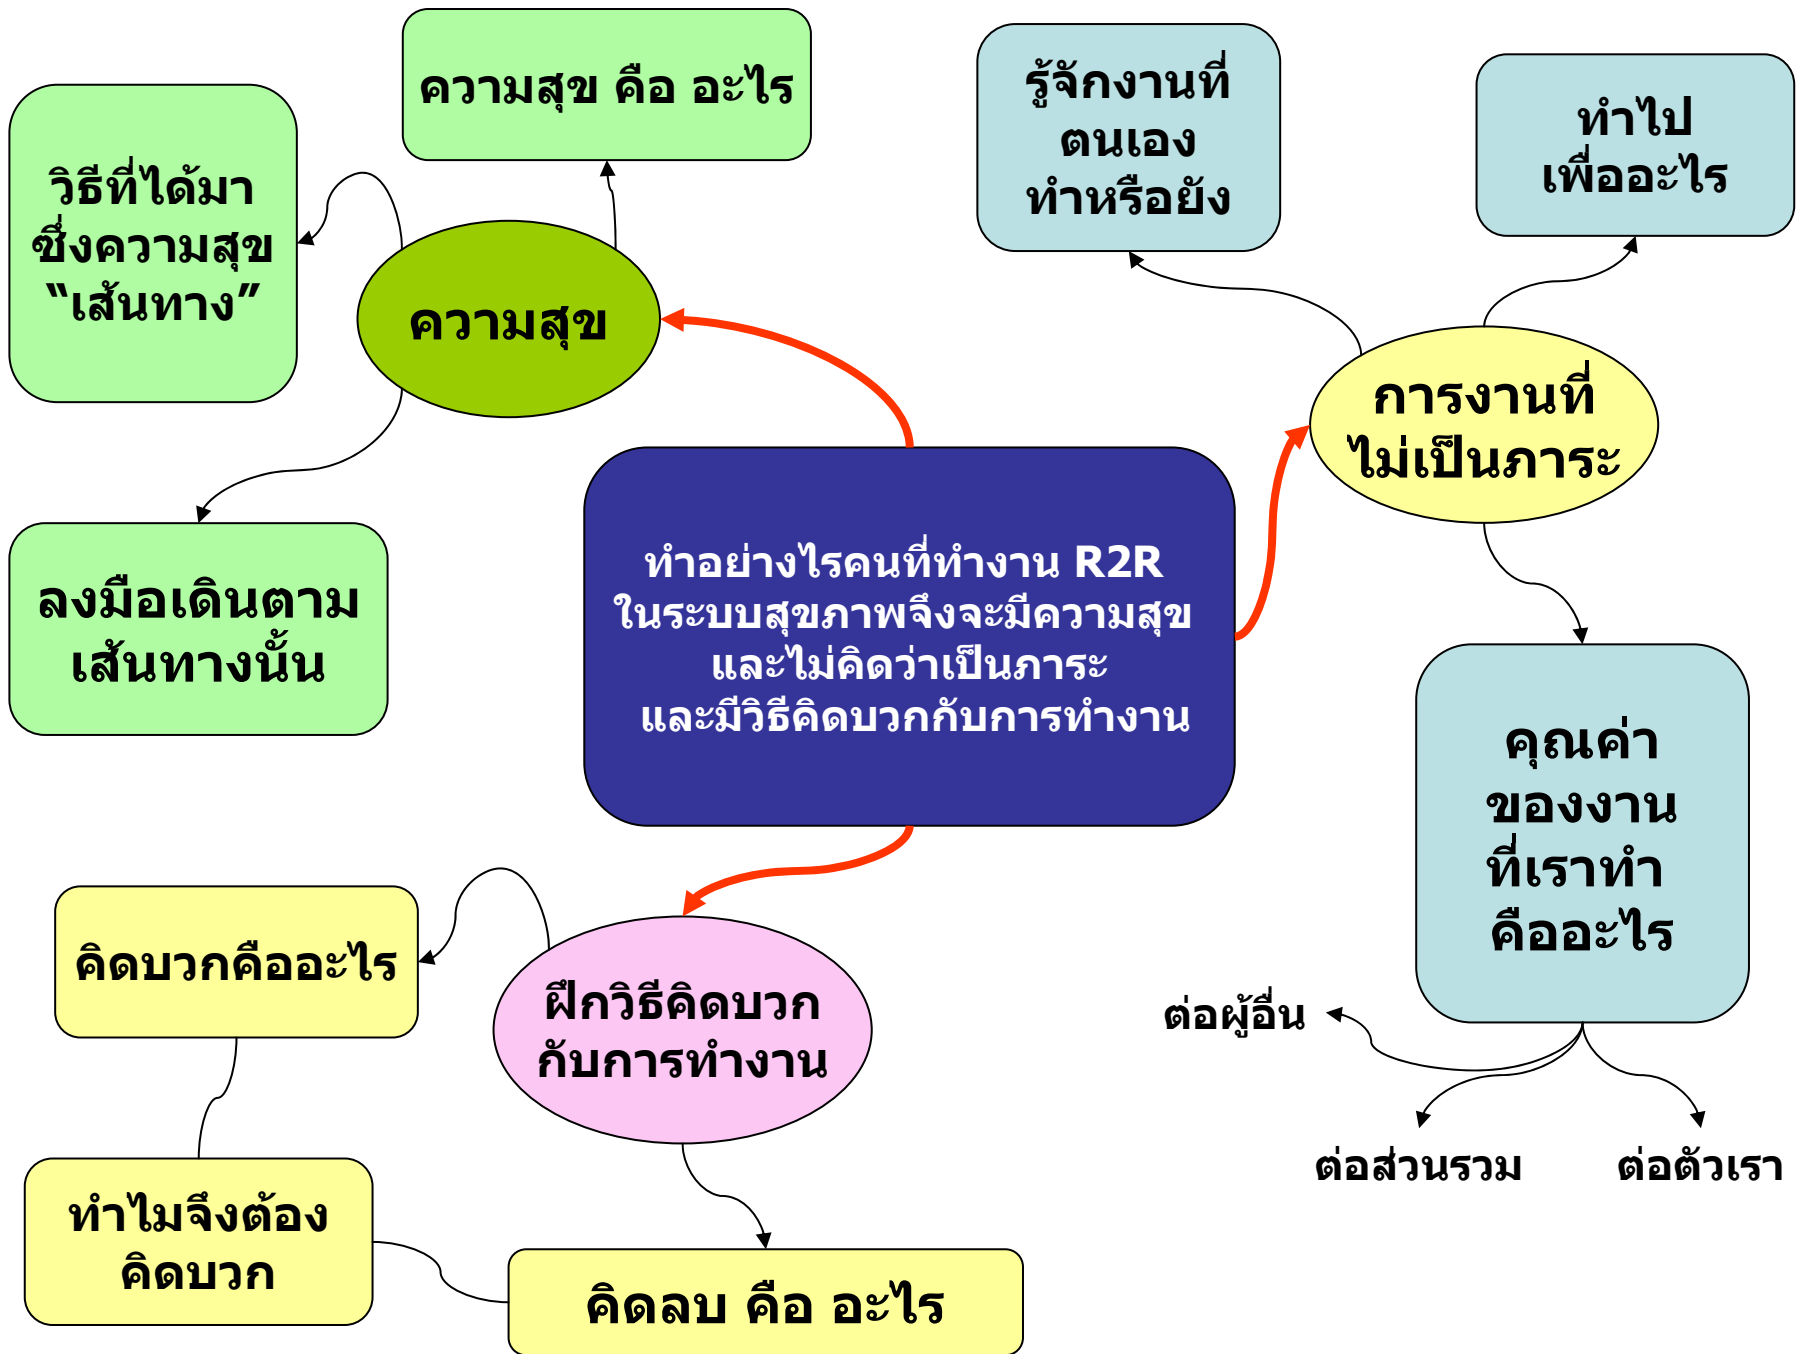 ความสุข คือ อะไร
วิธีที่ได้มา
ซึ่งความสุข
“เส้นทาง”
ความสุข
ลงมือเดินตาม
เส้นทางนั้น
รู้จักงานที่
ตนเอง
ทำหรือยัง
ทำไป
เพื่ออะไร
การงานที่
ไม่เป็นภาระ
ทำอย่างไรคนที่ทำงาน R2R
ในระบบสุขภาพจึงจะมีความสุข
และไม่คิดว่าเป็นภาระ
และมีวิธีคิดบวกกับการทำงาน
คุณค่า
ของงาน
ที่เราทำ
คืออะไร
ต่อผู้อื่น
ต่อส่วนรวม
ต่อตัวเรา
คิดบวกคืออะไร
ฝึกวิธีคิดบวก
กับการทำงาน
ทำไมจึงต้อง
คิดบวก
คิดลบ คือ อะไร